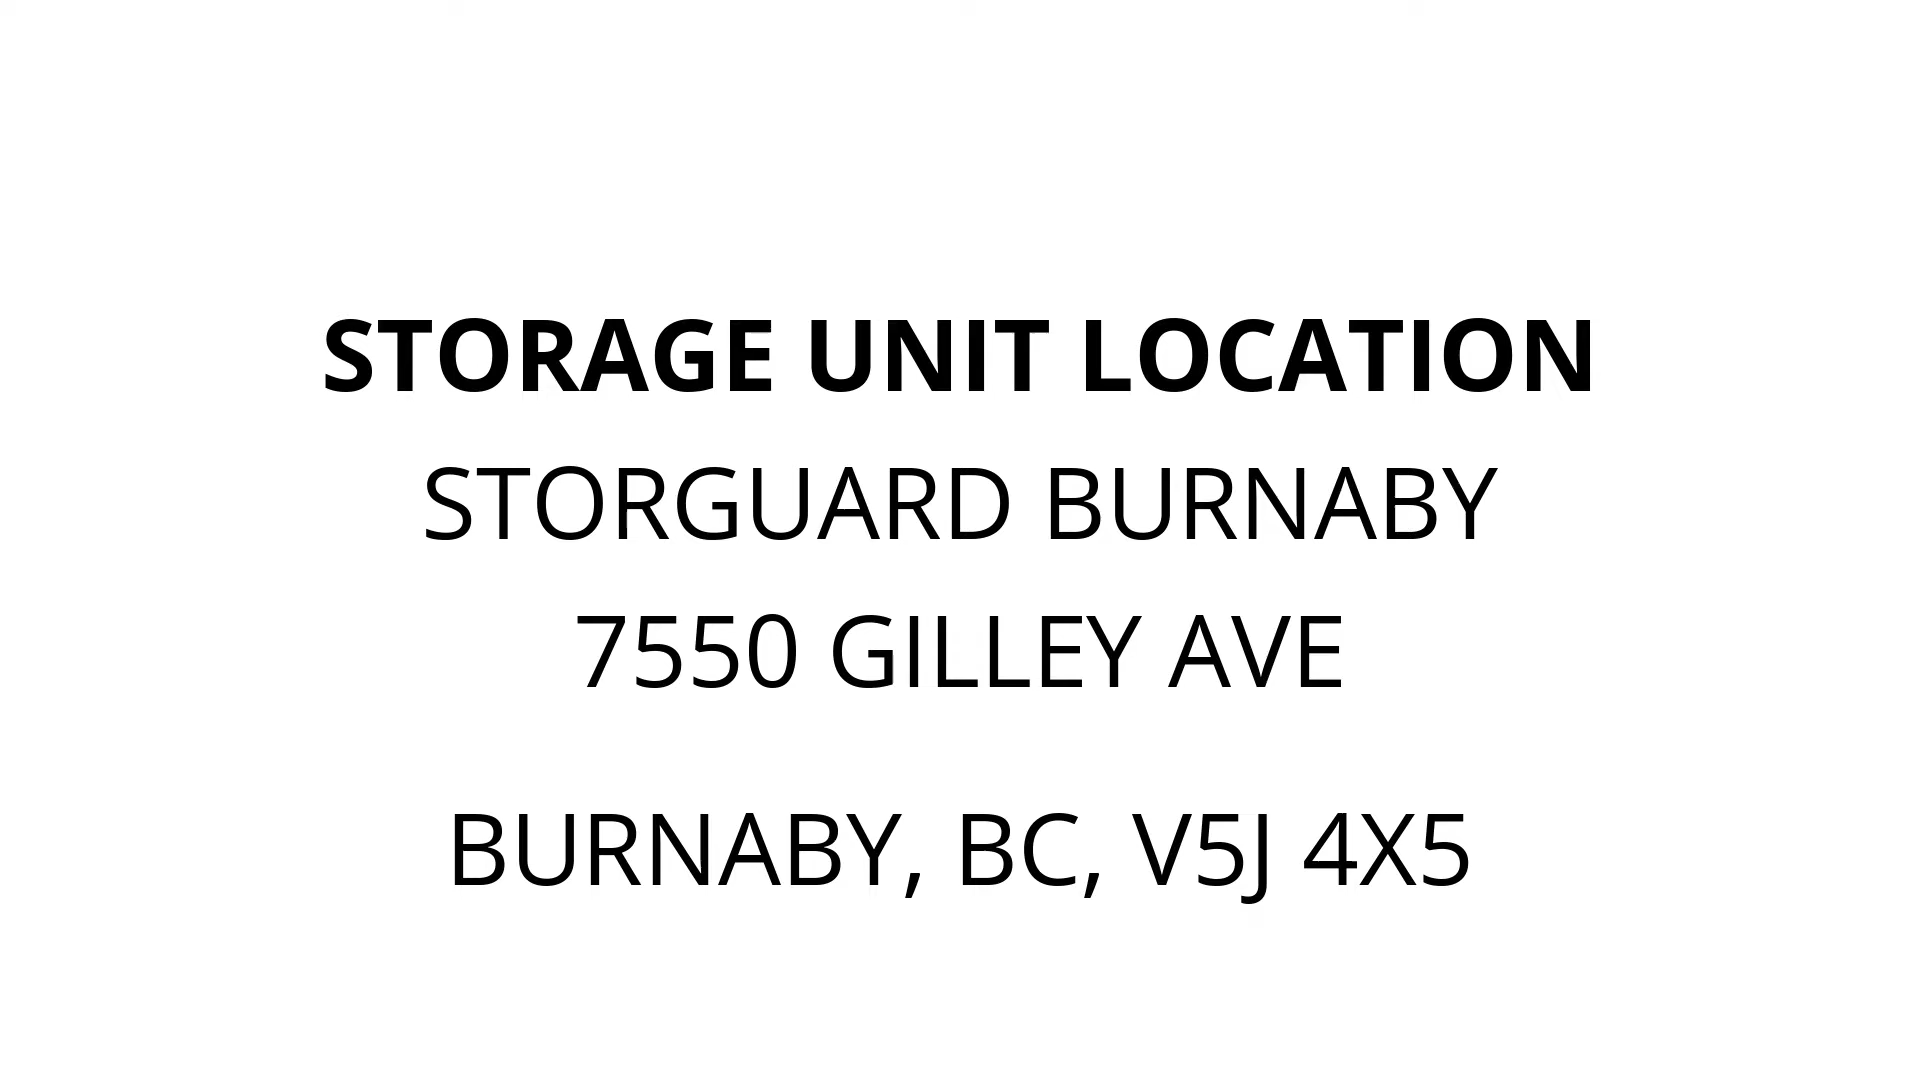 STORAGE UNIT LOCATION
STORGUARD BURNABY
7550 GILLEY AVE
BURNABY, BC, V5J 4X5